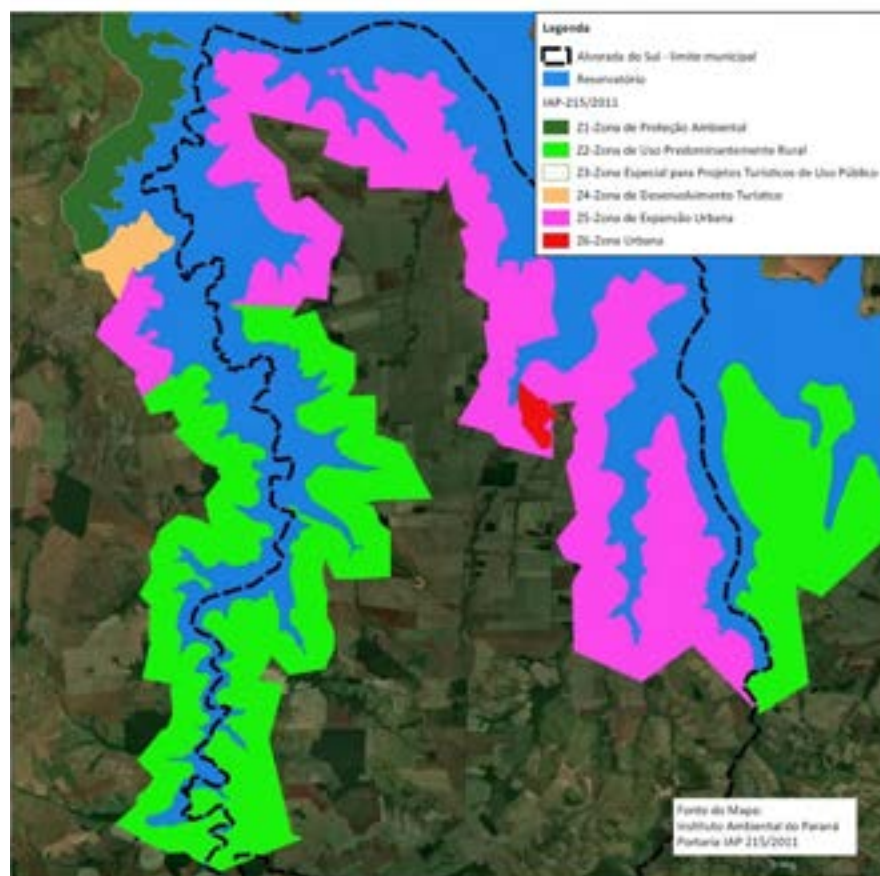 Legenda
Alvorada do Sul - limite municipal
Reservatório
IAP-215/2011
Z1-Zona de Proteção Ambiental
Z2-Zona de Uso Predominantemente Rural
Z3-Zona Especial para Projetos Turísticos de Uso Público
Z4-Zona de Desenvolvimento Turístico
Z5-Zona de Expansão Urbana
Z6-Zona Urbana
Fonte do Mapa:
Instituto Ambiental do Paraná
Portaria IAP 215/2011